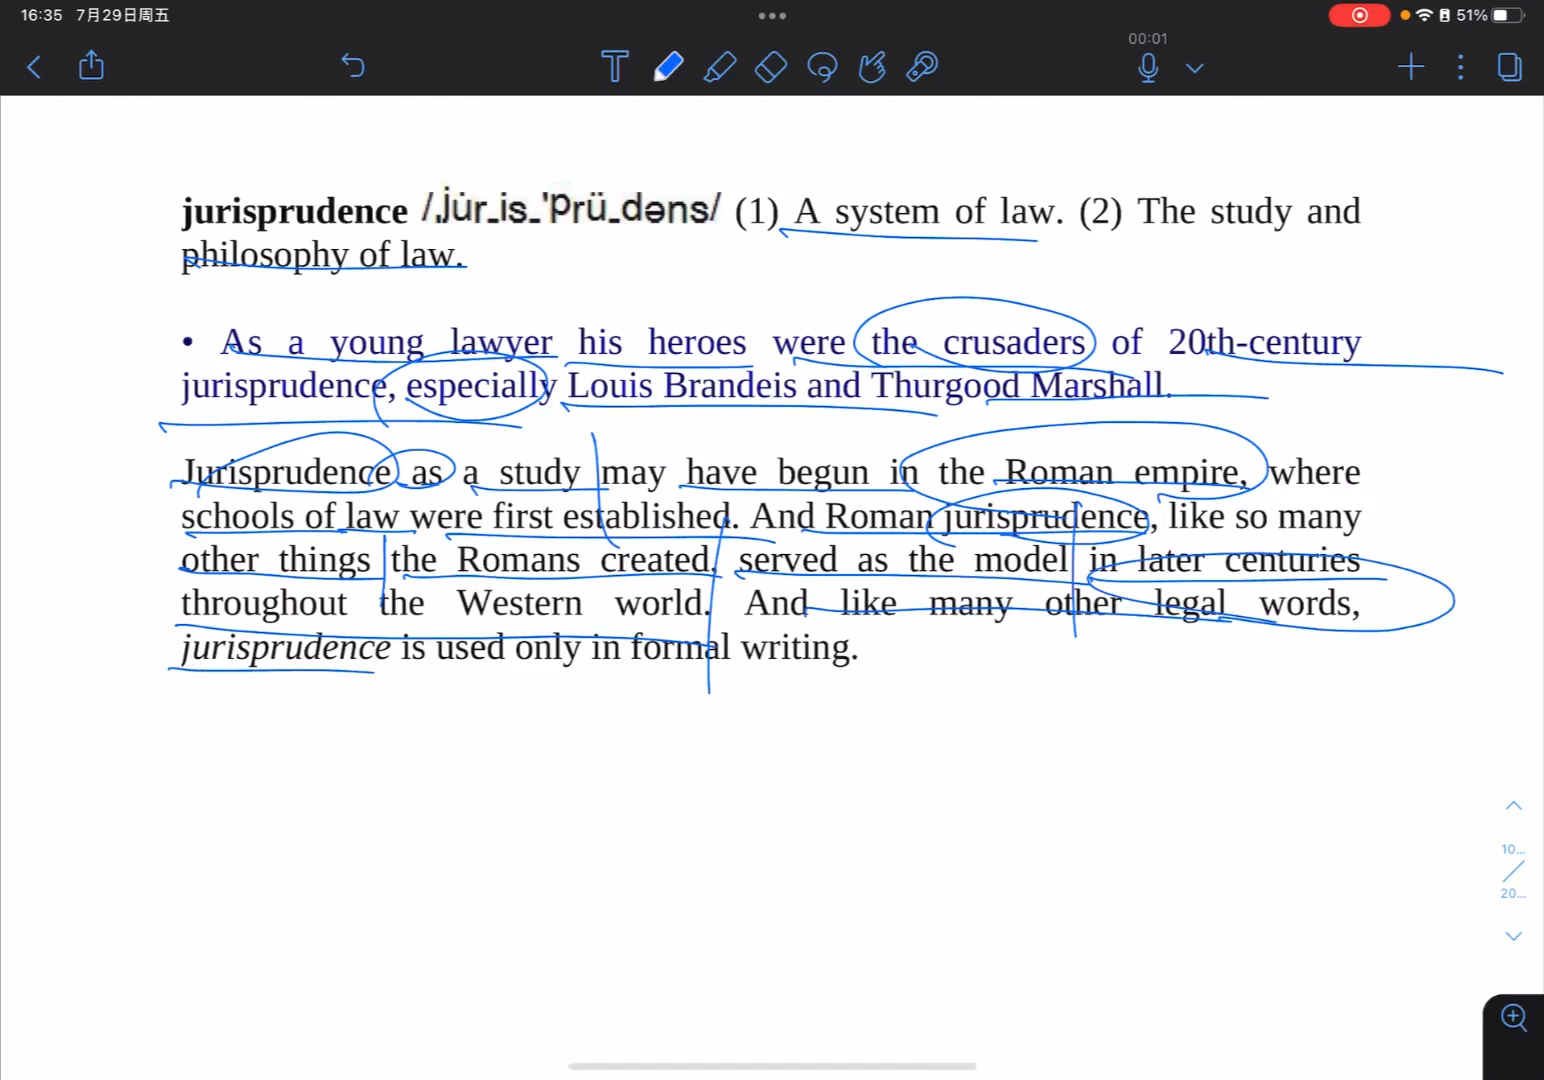 16:35 7月29日周五
51%
00:01
jurisprudence /ˌju̇r-is-ˈprü-dəns/ (1) A system of law. (2) The study and
philosophy of law.
• As a young lawyer his heroes were the crusaders of 20th-century
jurisprudence, especially Louis Brandeis and Thurgood Marshall.
Jurisprudence as a study may have begun in the Roman empire, where
schools of law were first established. And Roman jurisprudence, like so many
other things the Romans created, served as the model in later centuries
throughout the Western world. And like many other legal words,
jurisprudence is used only in formal writing.
10...
20...